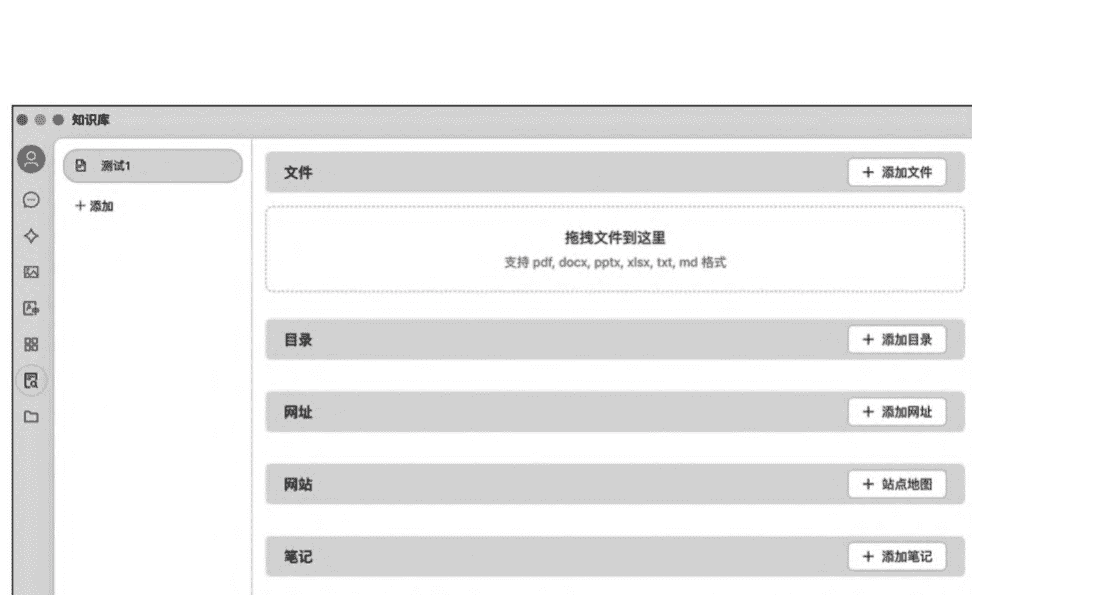 知识库
测试1
+ 添加
文件
+ 添加文件
拖拽文件到这里
支持 pdf, docx, pptx, xlsx, txt, md 格式
目录
+ 添加目录
网址
+ 添加网址
网站
+ 站点地图
笔记
+ 添加笔记